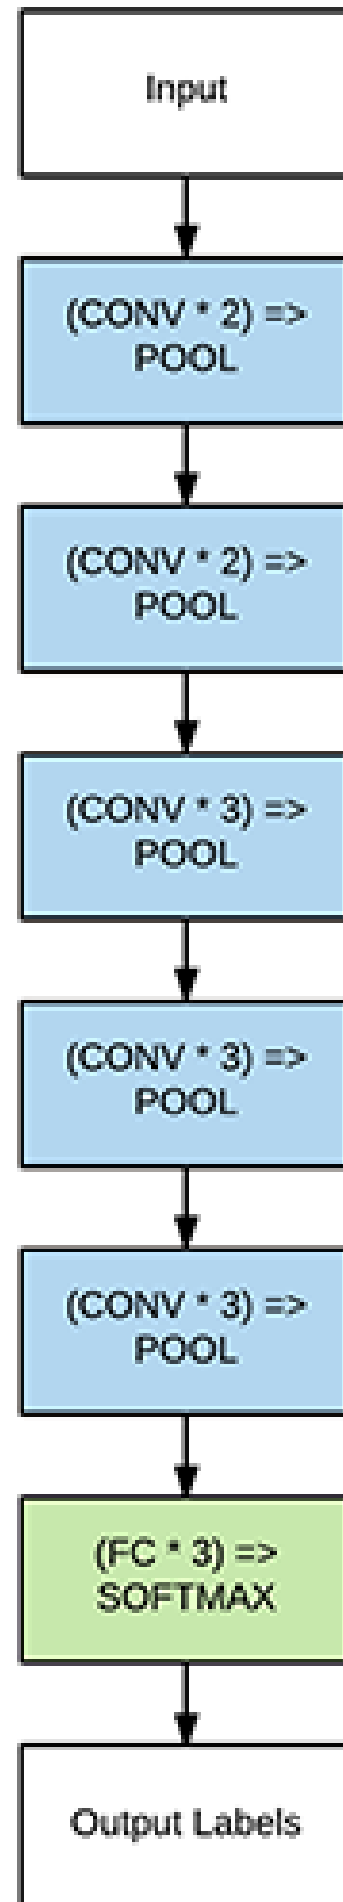 Input
(CONV * 2) =>
POOL
(CONV * 2) =>
POOL
(CONV * 3) =>
POOL
(CONV * 3) =>
POOL
(CONV * 3) =>
POOL
(FC * 3) =>
SOFTMAX
Output Labels